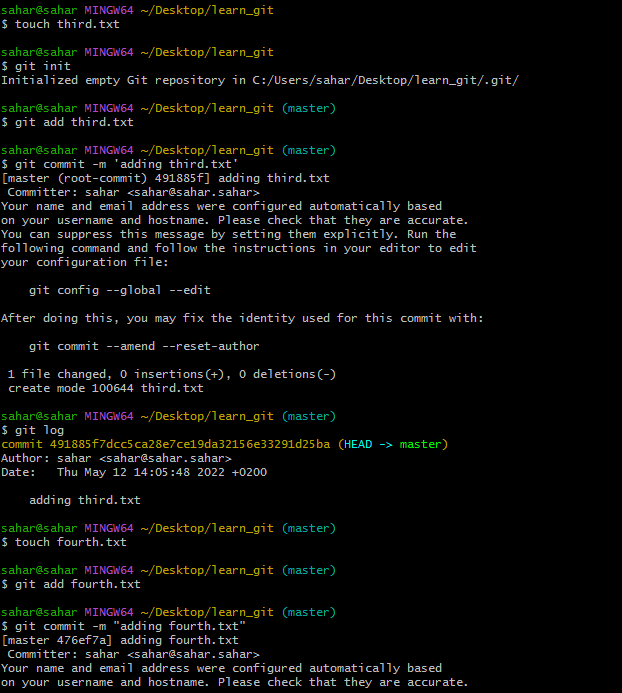 sahar@sahar MINGW64 ~/Desktop/learn_git
$ touch third.txt
sahar@sahar MINGW64 ~/Desktop/learn_git
$ git init
Initialized empty Git repository in C:/Users/sahar/Desktop/learn_git/.git/
sahar@sahar MINGW64 ~/Desktop/learn_git (master)
$ git add third.txt
sahar@sahar MINGW64 ~/Desktop/learn_git (master)
$ git commit -m 'adding third.txt'
[master (root-commit) 491885f] adding third.txt
 Committer: sahar <sahar@sahar.sahar>
Your name and email address were configured automatically based
on your username and hostname. Please check that they are accurate.
You can suppress this message by setting them explicitly. Run the
following command and follow the instructions in your editor to edit
your configuration file:
    git config --global --edit
After doing this, you may fix the identity used for this commit with:
    git commit --amend --reset-author
 1 file changed, 0 insertions(+), 0 deletions(-)
 create mode 100644 third.txt
sahar@sahar MINGW64 ~/Desktop/learn_git (master)
$ git log
commit 491885f7dcc5ca28e7ce19da32156e33291d25ba (HEAD -> master)
Author: sahar <sahar@sahar.sahar>
Date:   Thu May 12 14:05:48 2022 +0200
    adding third.txt
sahar@sahar MINGW64 ~/Desktop/learn_git (master)
$ touch fourth.txt
sahar@sahar MINGW64 ~/Desktop/learn_git (master)
$ git add fourth.txt
sahar@sahar MINGW64 ~/Desktop/learn_git (master)
$ git commit -m "adding fourth.txt"
[master 476ef7a] adding fourth.txt
 Committer: sahar <sahar@sahar.sahar>
Your name and email address were configured automatically based
on your username and hostname. Please check that they are accurate.